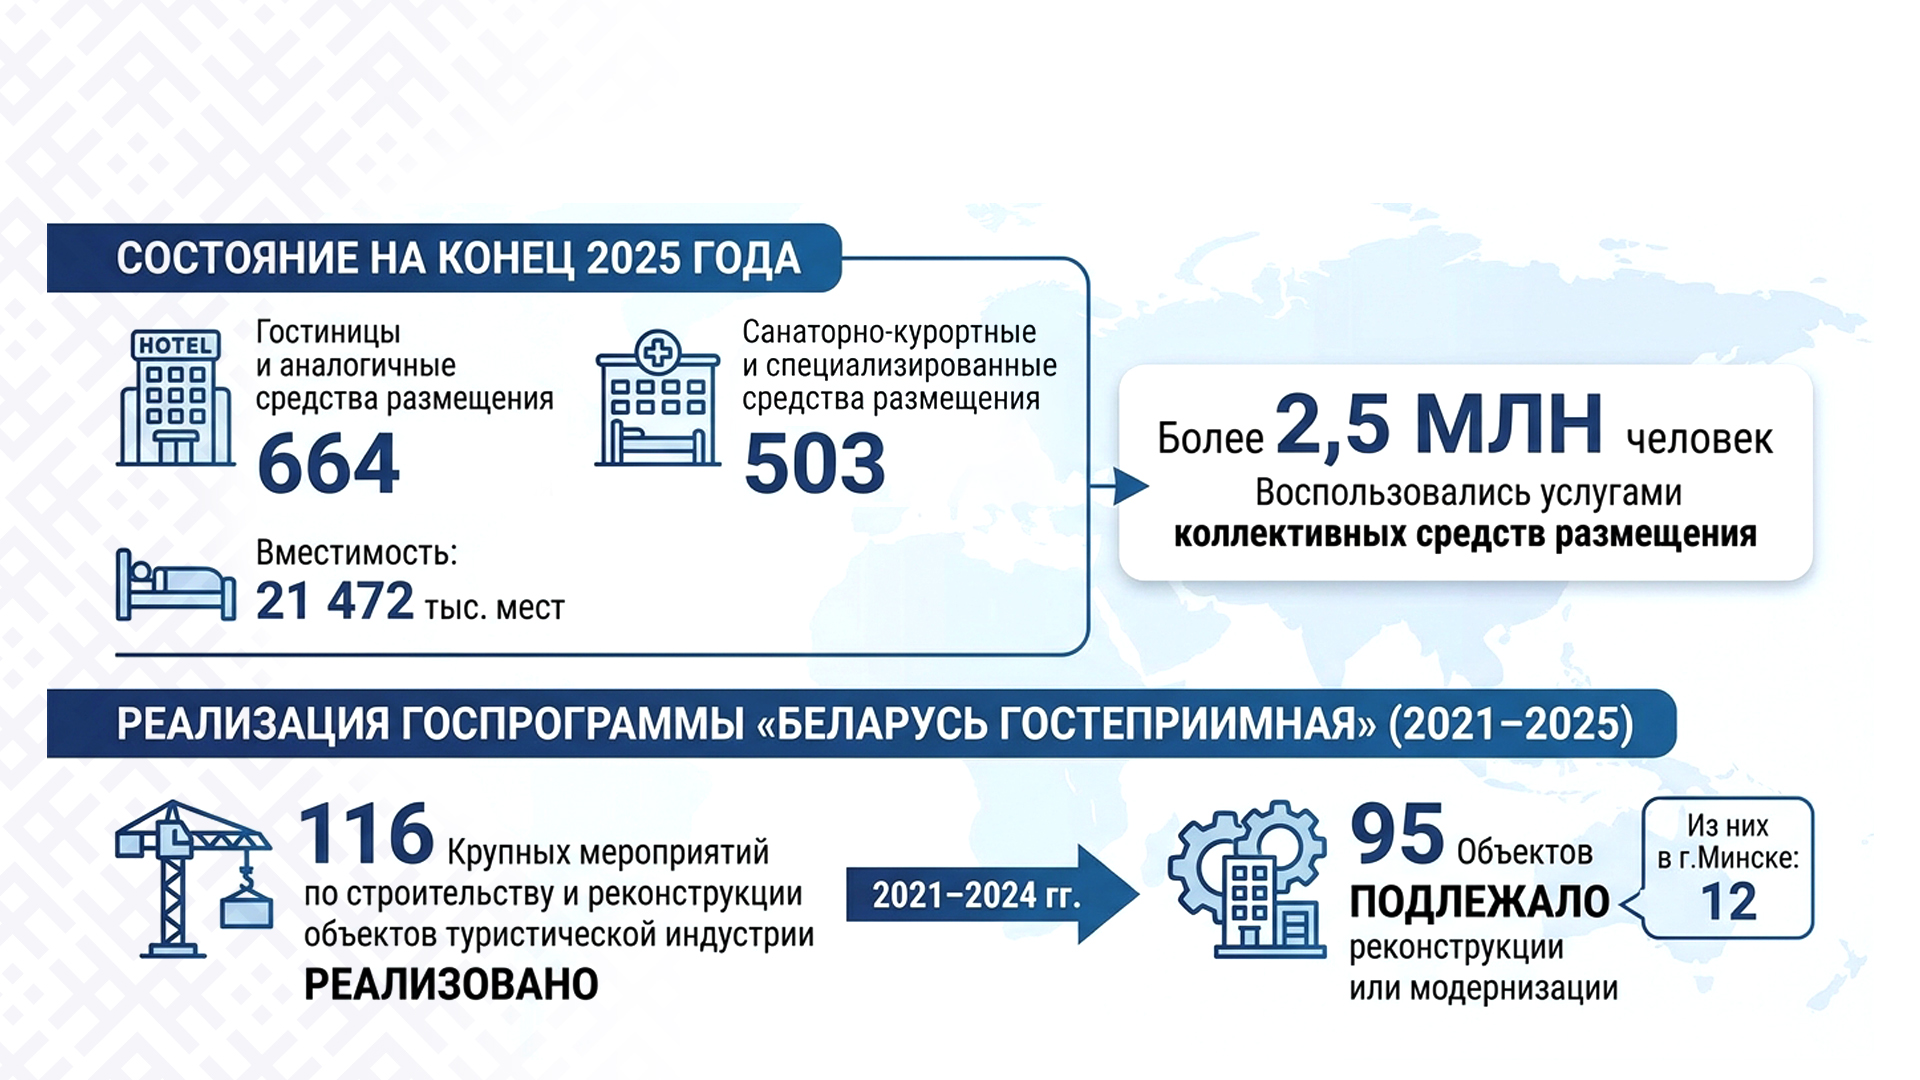 СОСТОЯНИЕ НА КОНЕЦ 2025 ГОДА
HOTEL
Гостиницы
и аналогичные
средства размещения
664
Санаторно-курортные
и специализированные
средства размещения
503
Вместимость:
21 472 тыс. мест
Более 2,5 МЛН человек
Воспользовались услугами
коллективных средств размещения
РЕАЛИЗАЦИЯ ГОСПРОГРАММЫ «БЕЛАРУСЬ ГОСТЕПРИИМНАЯ» (2021–2025)
116 Крупных мероприятий
по строительству и реконструкции
объектов туристической индустрии
РЕАЛИЗОВАНО
2021–2024 гг.
95 Объектов
ПОДЛЕЖАЛО
реконструкции
или модернизации
Из них
в г.Минске:
12